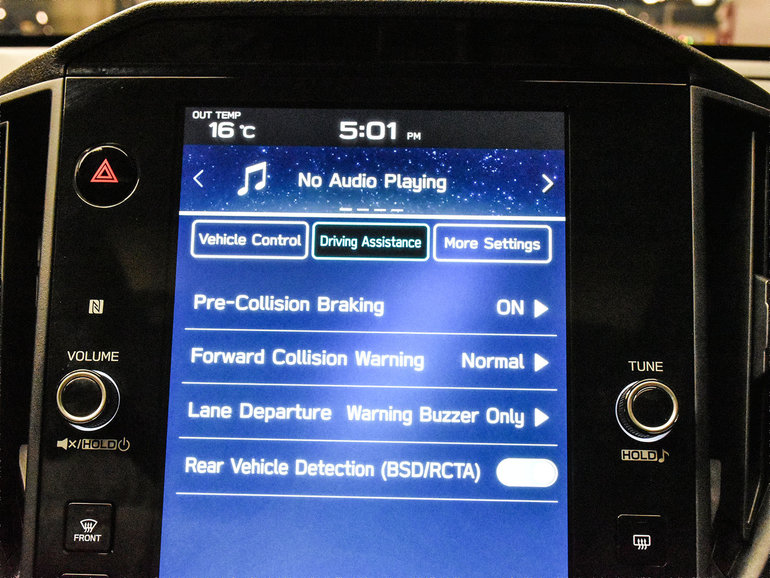 OUT TEMP
16 °C
5:01 PM
No Audio Playing
Vehicle Control
Driving Assistance
More Settings
Pre-Collision Braking ON
Forward Collision Warning Normal
Lane Departure Warning Buzzer Only
Rear Vehicle Detection (BSD/RCTA)
VOLUME
/HOLD
FRONT
TUNE
HOLD